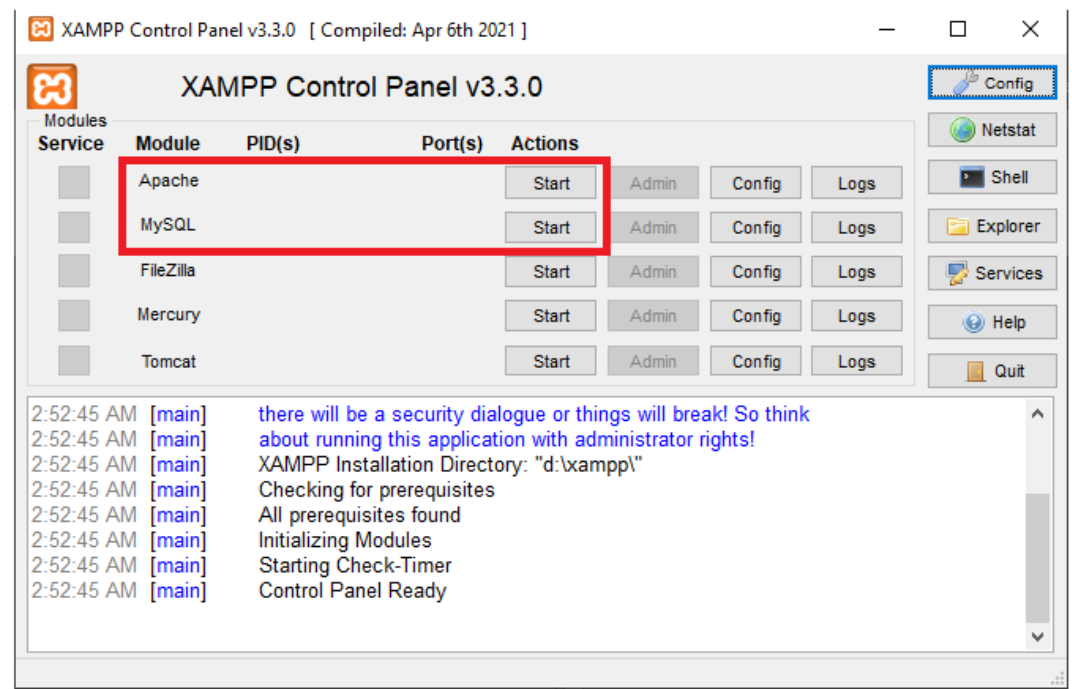 XAMPP Control Panel v3.3.0 [ Compiled: Apr 6th 2021 ]
XAMPP Control Panel v3.3.0
Config
Modules
Netstat
Service Module PID(s) Port(s) Actions
Apache Start Admin Config Logs
Shell
MySQL Start Admin Config Logs
Explorer
FileZilla Start Admin Config Logs
Services
Mercury Start Admin Config Logs
Help
Tomcat Start Admin Config Logs
Quit
2:52:45 AM [main] there will be a security dialogue or things will break! So think
2:52:45 AM [main] about running this application with administrator rights!
2:52:45 AM [main] XAMPP Installation Directory: "d:\xampp\"
2:52:45 AM [main] Checking for prerequisites
2:52:45 AM [main] All prerequisites found
2:52:45 AM [main] Initializing Modules
2:52:45 AM [main] Starting Check-Timer
2:52:45 AM [main] Control Panel Ready